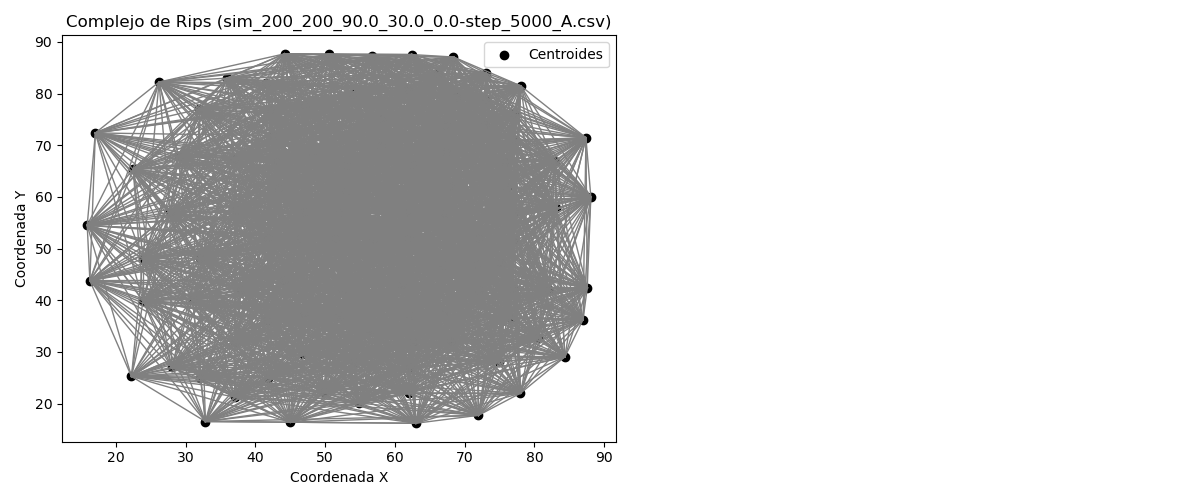 Complejo de Rips (sim_200_200_90.0_30.0_0.0-step_5000_A.csv)
Centroides
90
80
70
60
50
40
30
20
Coordenada Y
20 30 40 50 60 70 80 90
Coordenada X